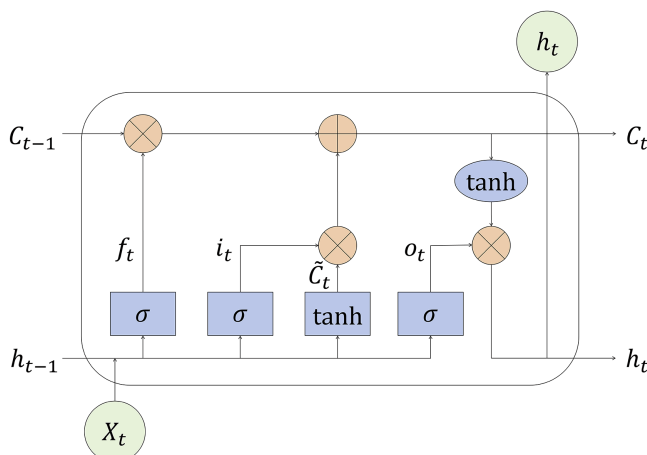 h_t
C_{t-1}
C_t
tanh
f_t
i_t
o_t
C̃_t
σ
σ
tanh
σ
h_{t-1}
h_t
X_t